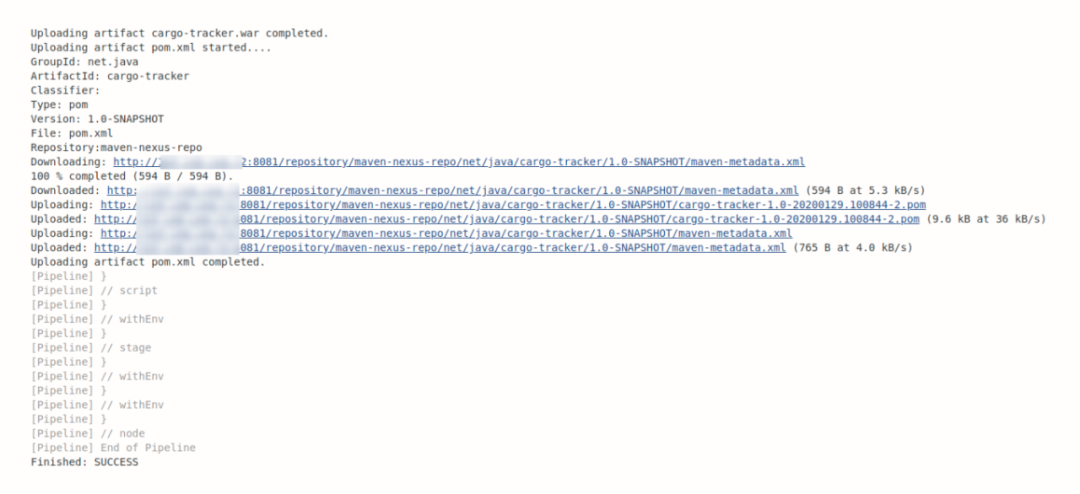 Uploading artifact cargo-tracker.war completed.
Uploading artifact pom.xml started....
GroupId: net.java
ArtifactId: cargo-tracker
Classifier:
Type: pom
Version: 1.0-SNAPSHOT
File: pom.xml
Repository:maven-nexus-repo
Downloading: http:// 2:8081/repository/maven-nexus-repo/net/java/cargo-tracker/1.0-SNAPSHOT/maven-metadata.xml
100 % completed (594 B / 594 B).
Downloaded: http: :8081/repository/maven-nexus-repo/net/java/cargo-tracker/1.0-SNAPSHOT/maven-metadata.xml (594 B at 5.3 kB/s)
Uploading: http:// 8081/repository/maven-nexus-repo/net/java/cargo-tracker/1.0-SNAPSHOT/cargo-tracker-1.0-20200129.100844-2.pom
Uploaded: http:// 081/repository/maven-nexus-repo/net/java/cargo-tracker/1.0-SNAPSHOT/cargo-tracker-1.0-20200129.100844-2.pom (9.6 kB at 36 kB/s)
Uploading: http:// 8081/repository/maven-nexus-repo/net/java/cargo-tracker/1.0-SNAPSHOT/maven-metadata.xml
Uploaded: http:// 081/repository/maven-nexus-repo/net/java/cargo-tracker/1.0-SNAPSHOT/maven-metadata.xml (765 B at 4.0 kB/s)
Uploading artifact pom.xml completed.
[Pipeline] }
[Pipeline] // script
[Pipeline] }
[Pipeline] // withEnv
[Pipeline] }
[Pipeline] // stage
[Pipeline] }
[Pipeline] // withEnv
[Pipeline] }
[Pipeline] // withEnv
[Pipeline] }
[Pipeline] // node
[Pipeline] End of Pipeline
Finished: SUCCESS